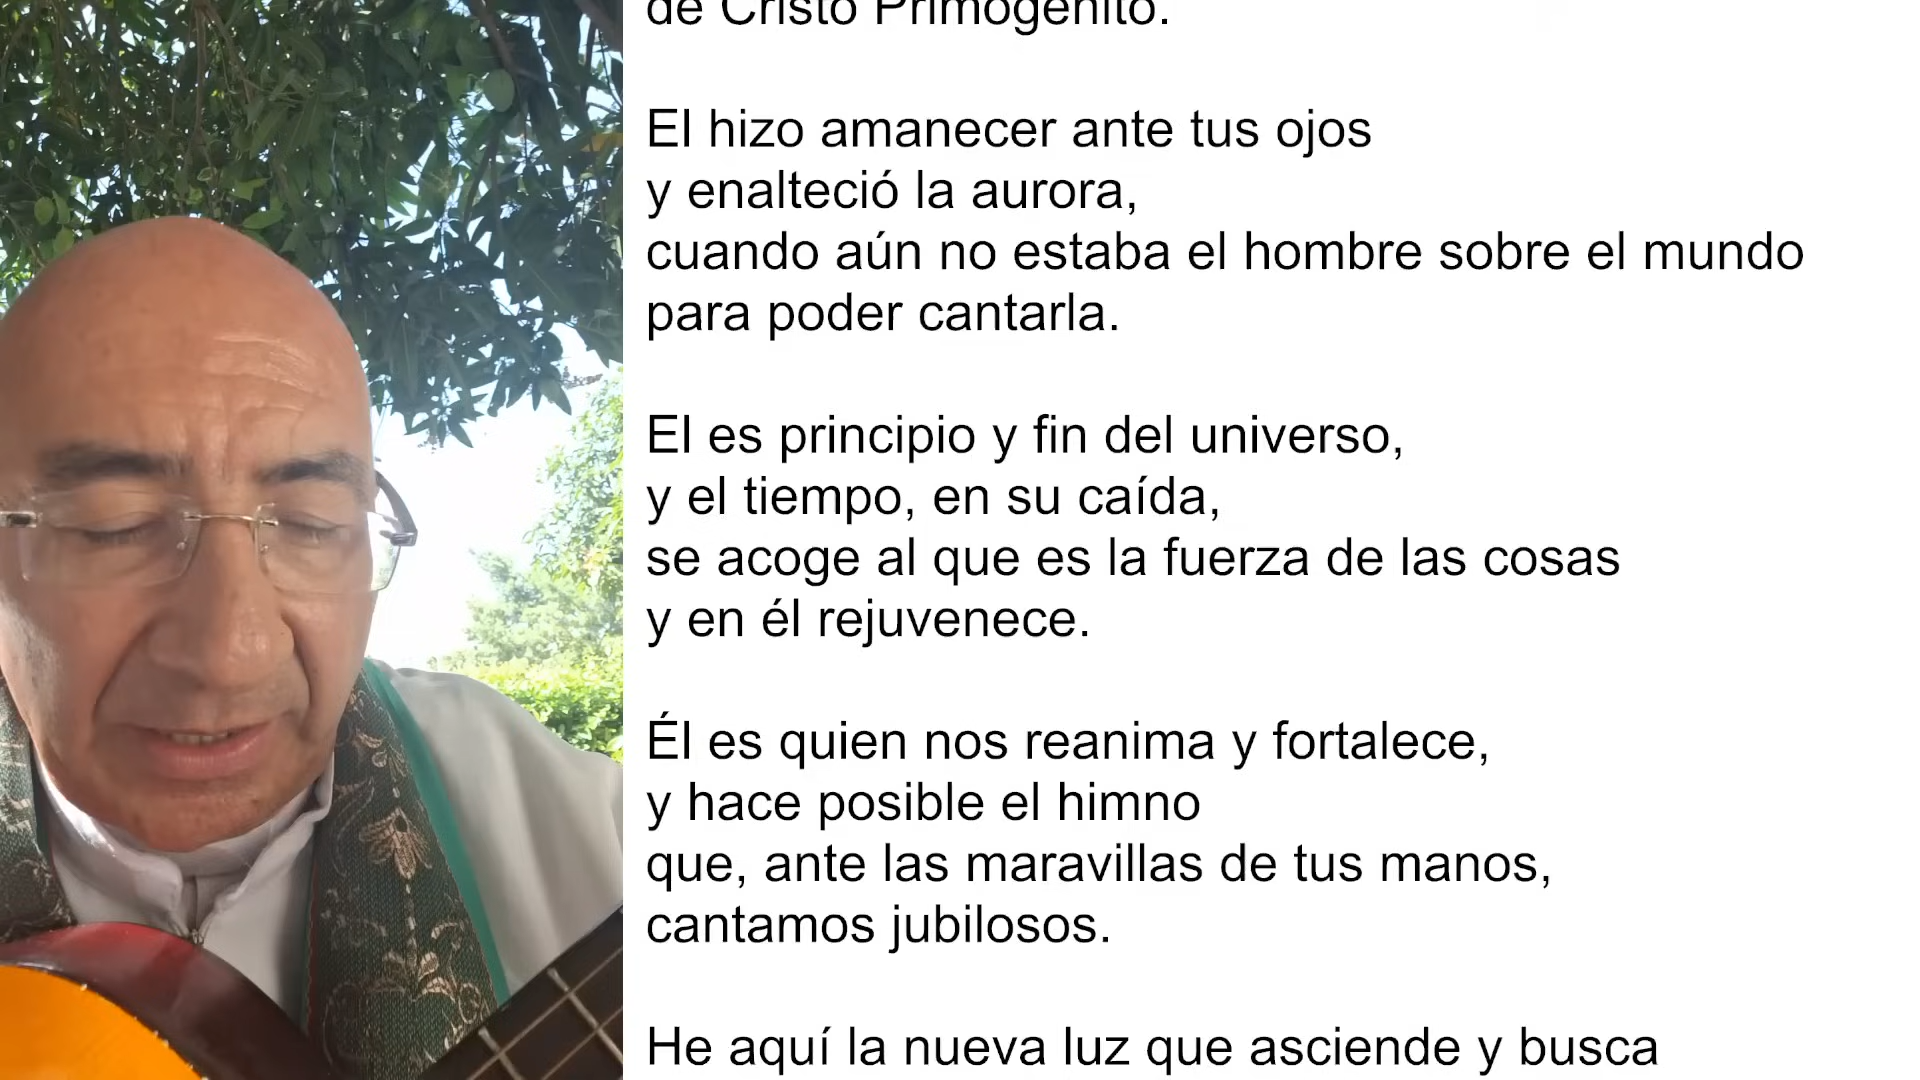 de Cristo Primogénito.
El hizo amanecer ante tus ojos
y enalteció la aurora,
cuando aún no estaba el hombre sobre el mundo
para poder cantarla.
El es principio y fin del universo,
y el tiempo, en su caída,
se acoge al que es la fuerza de las cosas
y en él rejuvenece.
Él es quien nos reanima y fortalece,
y hace posible el himno
que, ante las maravillas de tus manos,
cantamos jubilosos.
He aquí la nueva luz que asciende y busca